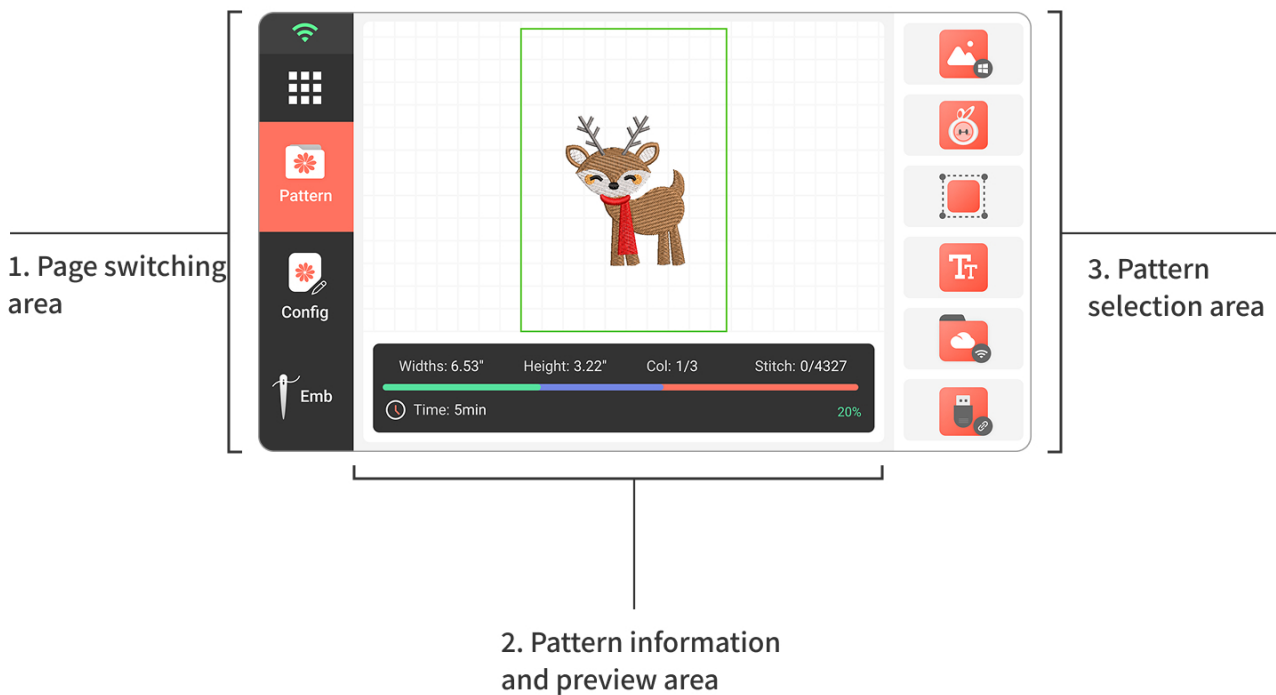 Pattern
Config
Emb
Widths: 6.53" Height: 3.22" Col: 1/3 Stitch: 0/4327
Time: 5min 20%
TT
1. Page switching
area
3. Pattern
selection area
2. Pattern information
and preview area